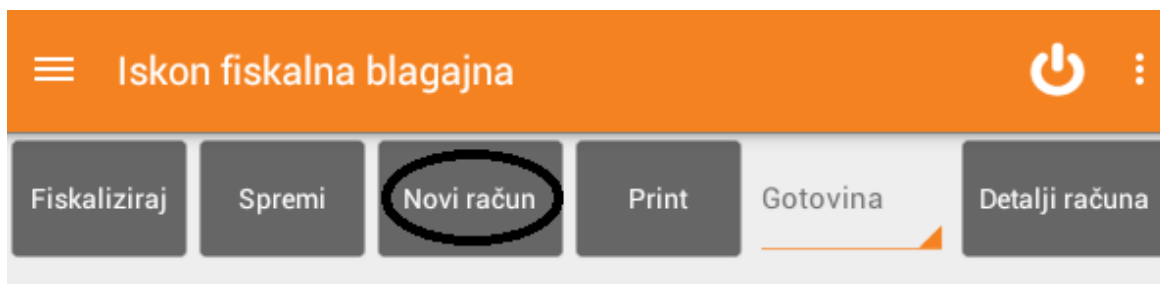 Iskon fiskalna blagajna
Fiskaliziraj Spremi Novi račun Print Gotovina Detalji računa